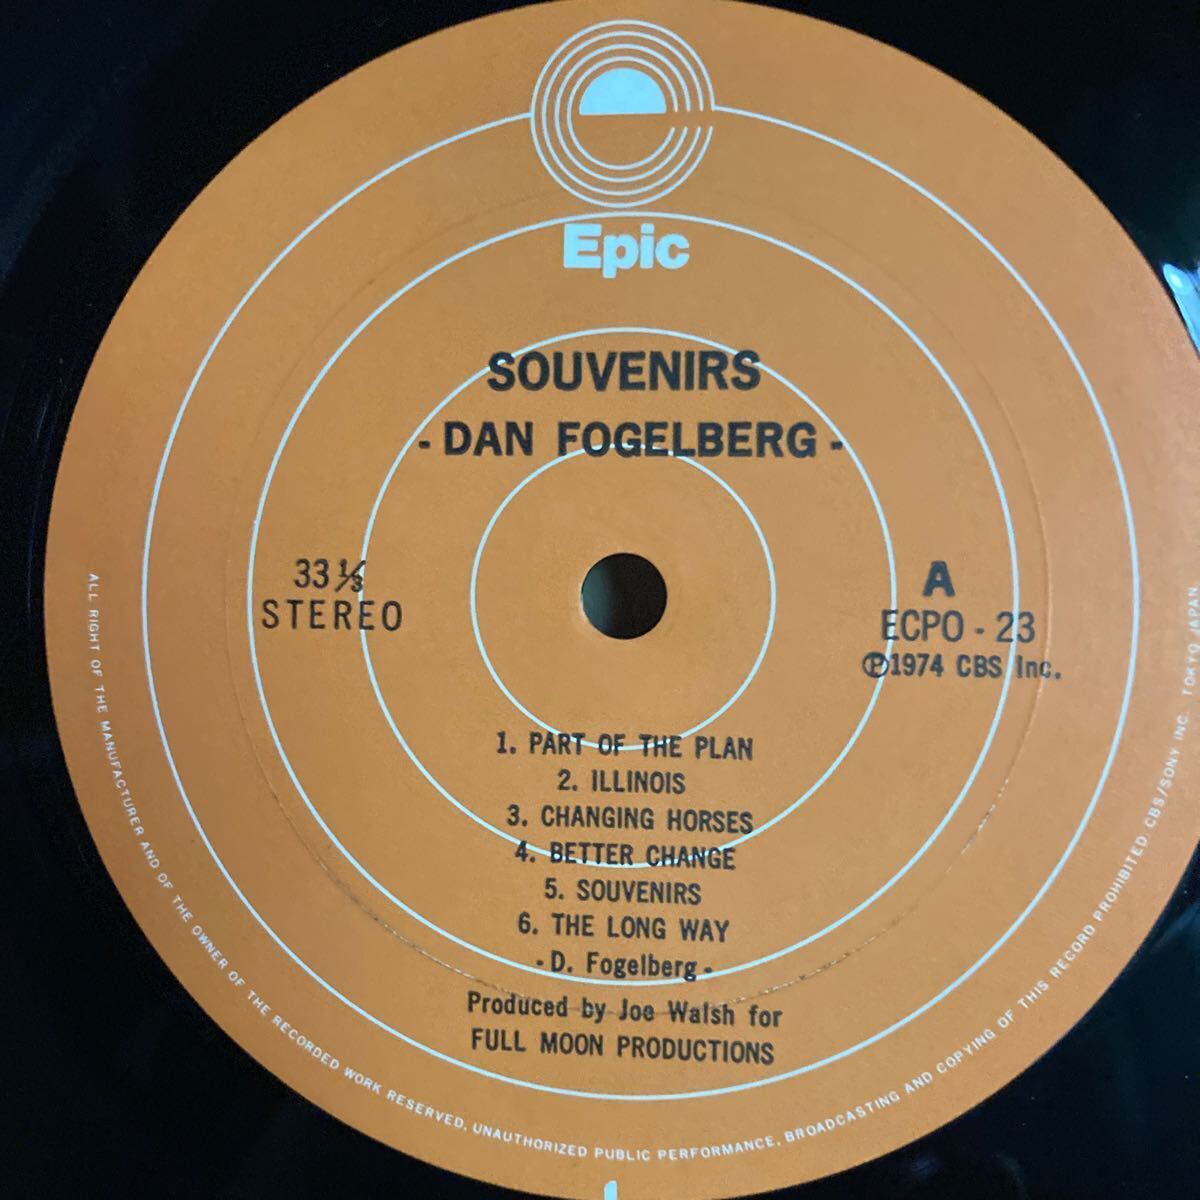 Epic
SOUVENIRS
- DAN FOGELBERG -
33 1/3
STEREO
A
ECPO - 23
Ⓟ1974 CBS Inc.
1. PART OF THE PLAN
2. ILLINOIS
3. CHANGING HORSES
4. BETTER CHANGE
5. SOUVENIRS
6. THE LONG WAY
- D. Fogelberg -
Produced by Joe Walsh for
FULL MOON PRODUCTIONS
ALL RIGHT OF THE MANUFACTURER AND OF THE OWNER OF THE RECORDED WORK RESERVED, UNAUTHORIZED PUBLIC PERFORMANCE, BROADCASTING AND COPYING OF THIS RECORD PROHIBITED CBS/SONY INC., TOKYO JAPAN